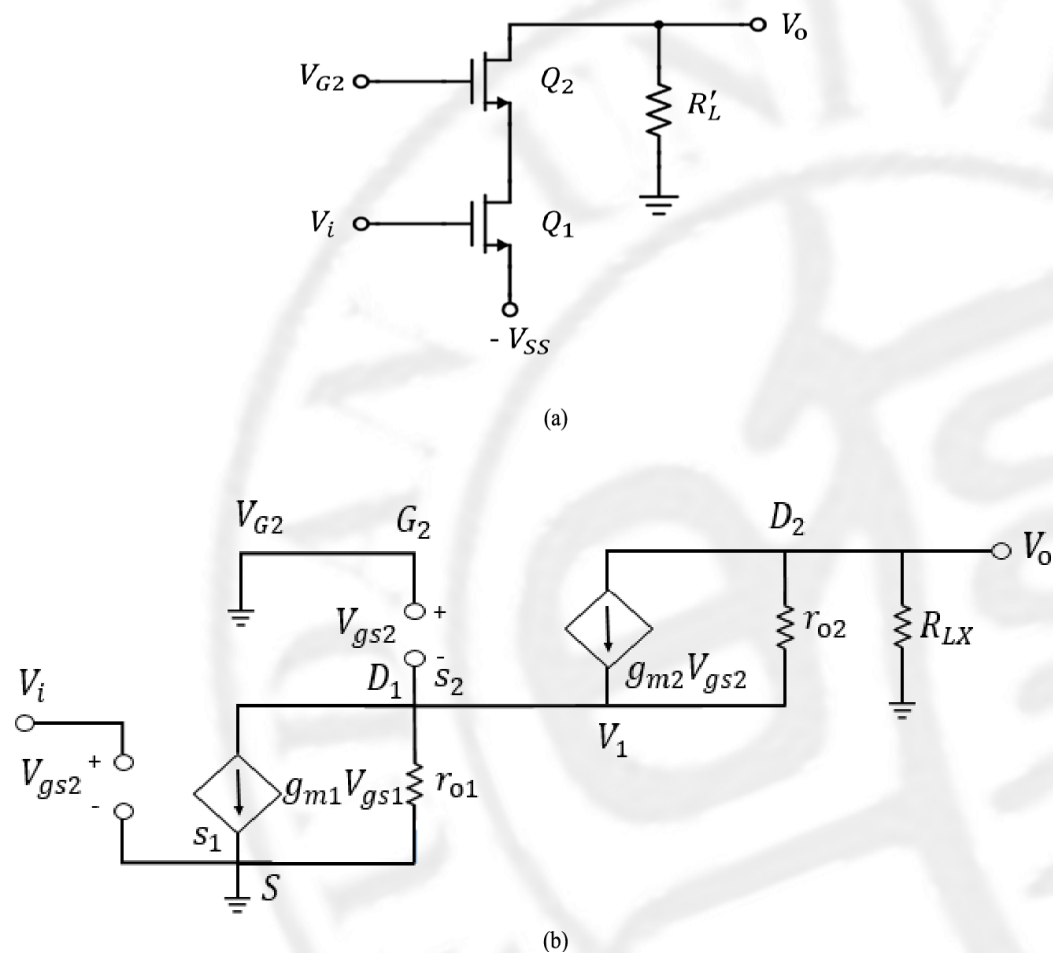 V_o
V_G2
Q_2
R'_L
V_i
Q_1
- V_SS
(a)
V_G2
G_2
D_2
V_o
+
V_gs2
-
r_o2
R_LX
g_m2V_gs2
D_1
s_2
V_1
V_i
+
V_gs2
-
g_m1V_gs1
r_o1
s_1
S
(b)